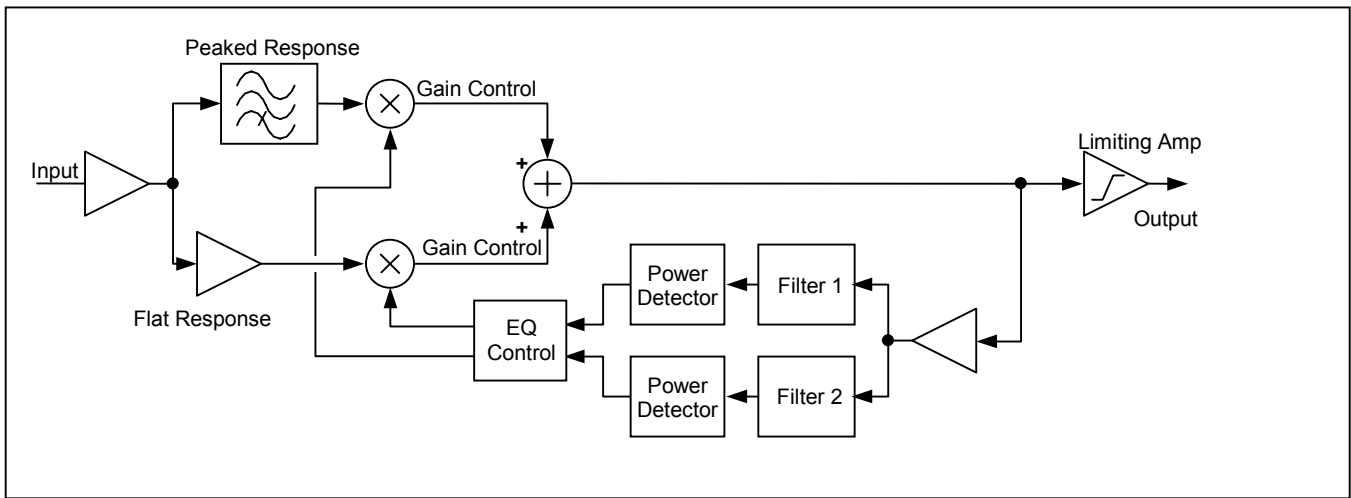 Peaked Response
Gain Control
Input
+
Limiting Amp
Output
+
Gain Control
Flat Response
EQ
Control
Power
Detector
Filter 1
Power
Detector
Filter 2